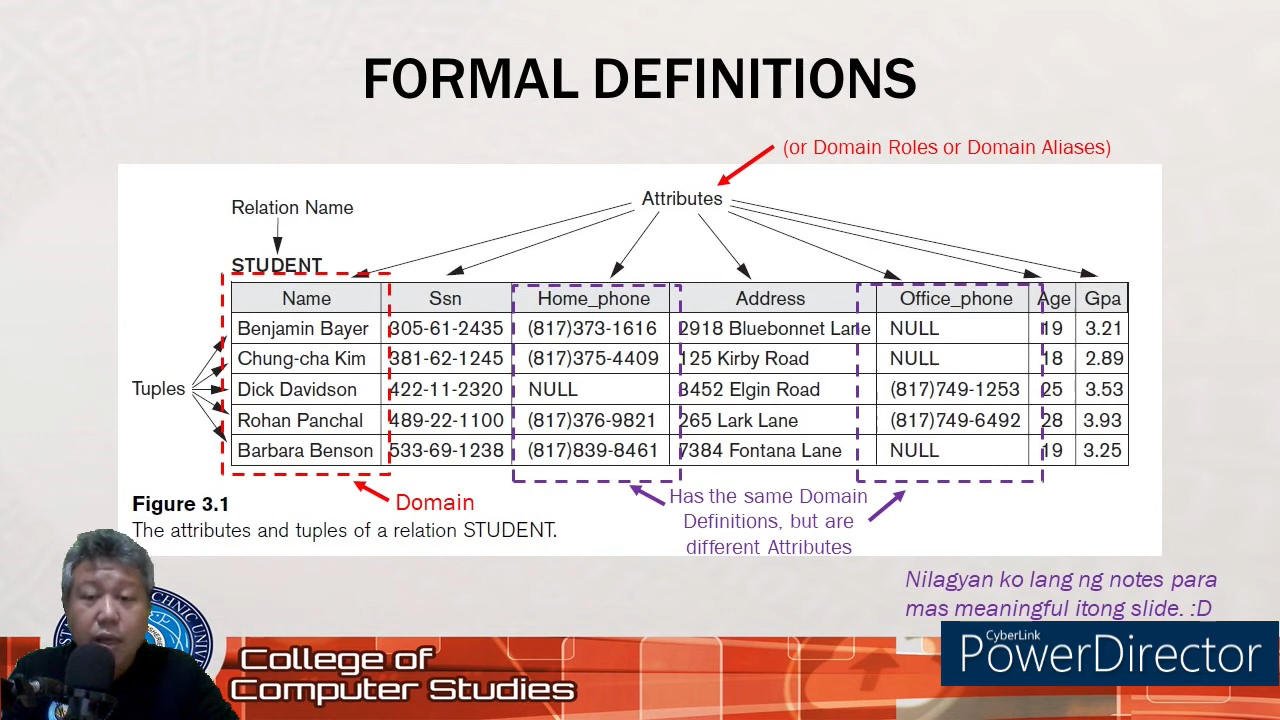 FORMAL DEFINITIONS
(or Domain Roles or Domain Aliases)
Attributes
Relation Name
STUDENT
Name Ssn Home_phone Address Office_phone Age Gpa
Benjamin Bayer 305-61-2435 (817)373-1616 2918 Bluebonnet Lane NULL 19 3.21
Chung-cha Kim 381-62-1245 (817)375-4409 125 Kirby Road NULL 18 2.89
Tuples
Dick Davidson 422-11-2320 NULL 3452 Elgin Road (817)749-1253 25 3.53
Rohan Panchal 489-22-1100 (817)376-9821 265 Lark Lane (817)749-6492 28 3.93
Barbara Benson 533-69-1238 (817)839-8461 7384 Fontana Lane NULL 19 3.25
Domain
Has the same Domain
Definitions, but are
different Attributes
Figure 3.1
The attributes and tuples of a relation STUDENT.
Nilagyan ko lang ng notes para
mas meaningful itong slide. :D
College of
Computer Studies
CyberLink
PowerDirector